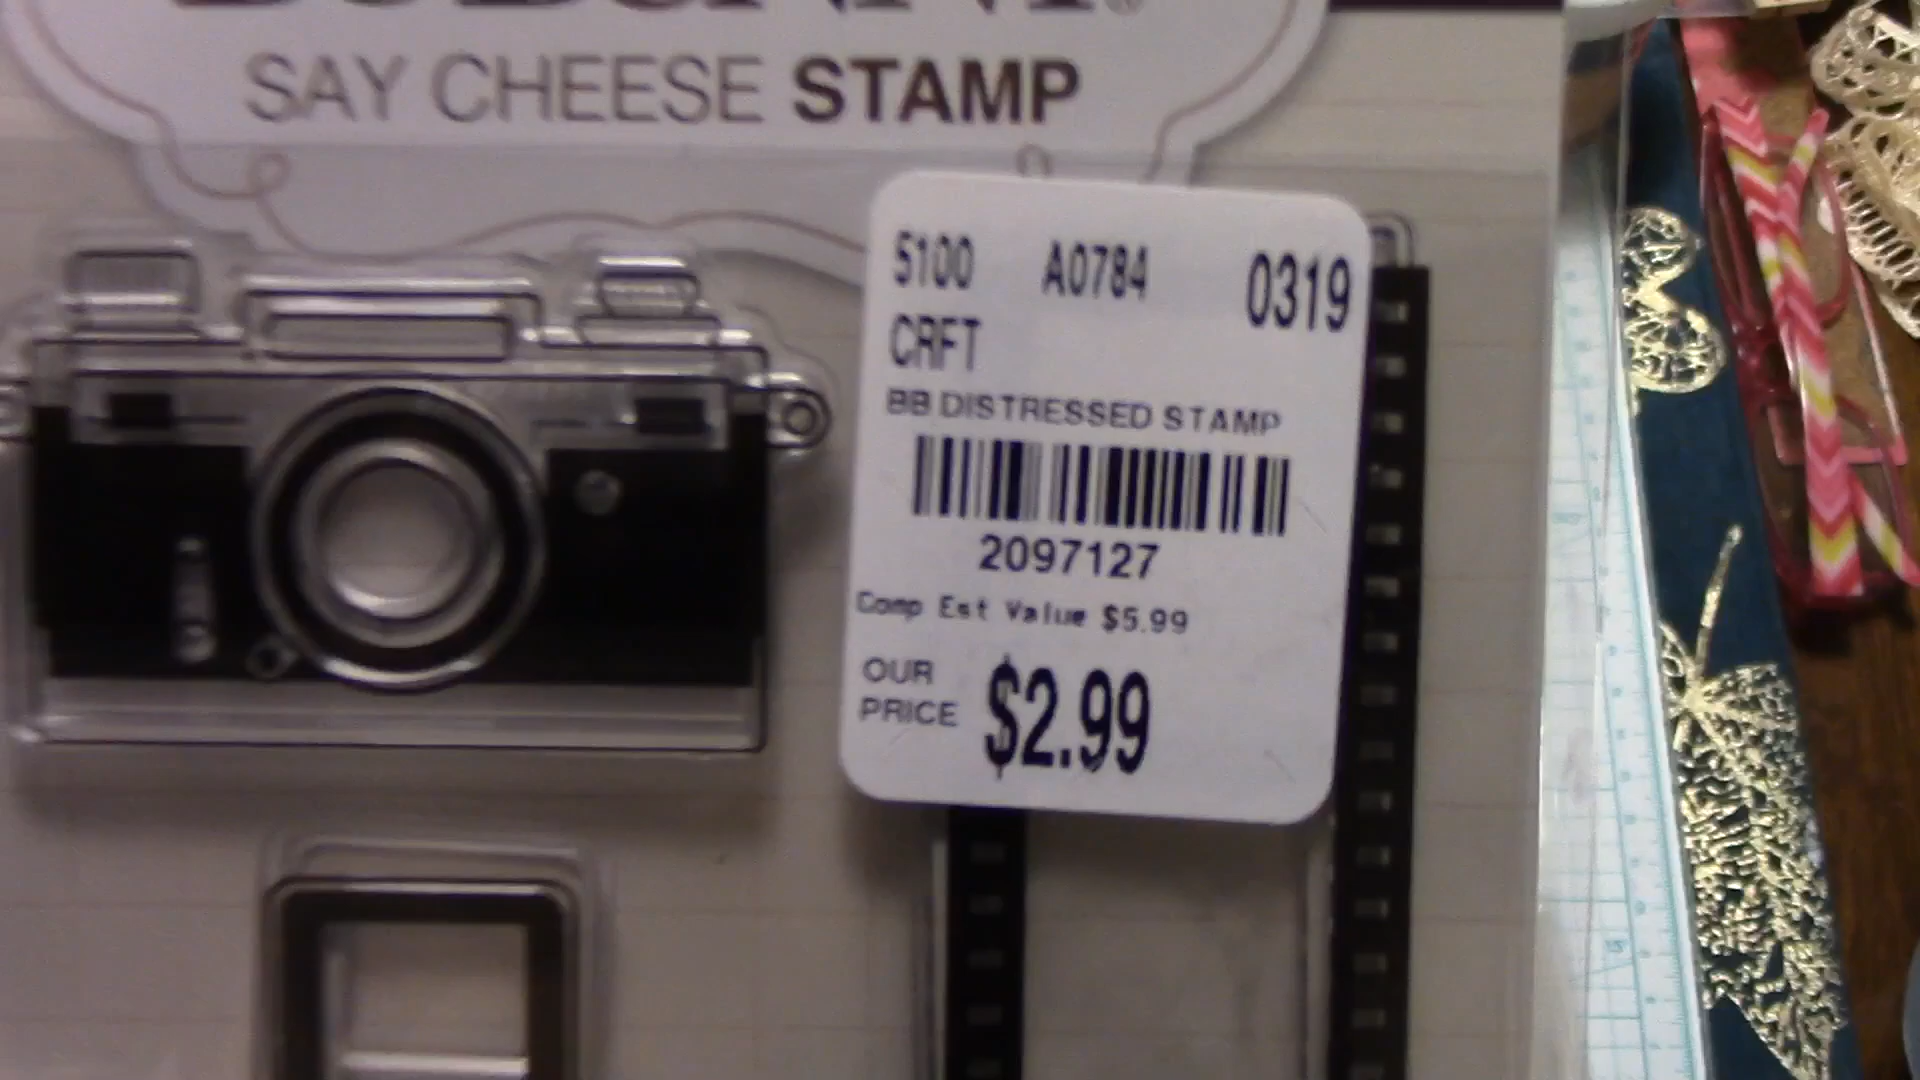 SAY CHEESE STAMP
5100 A0784 0319
CRFT
BB DISTRESSED STAMP
2097127
Comp Est Value $5.99
OUR PRICE $2.99